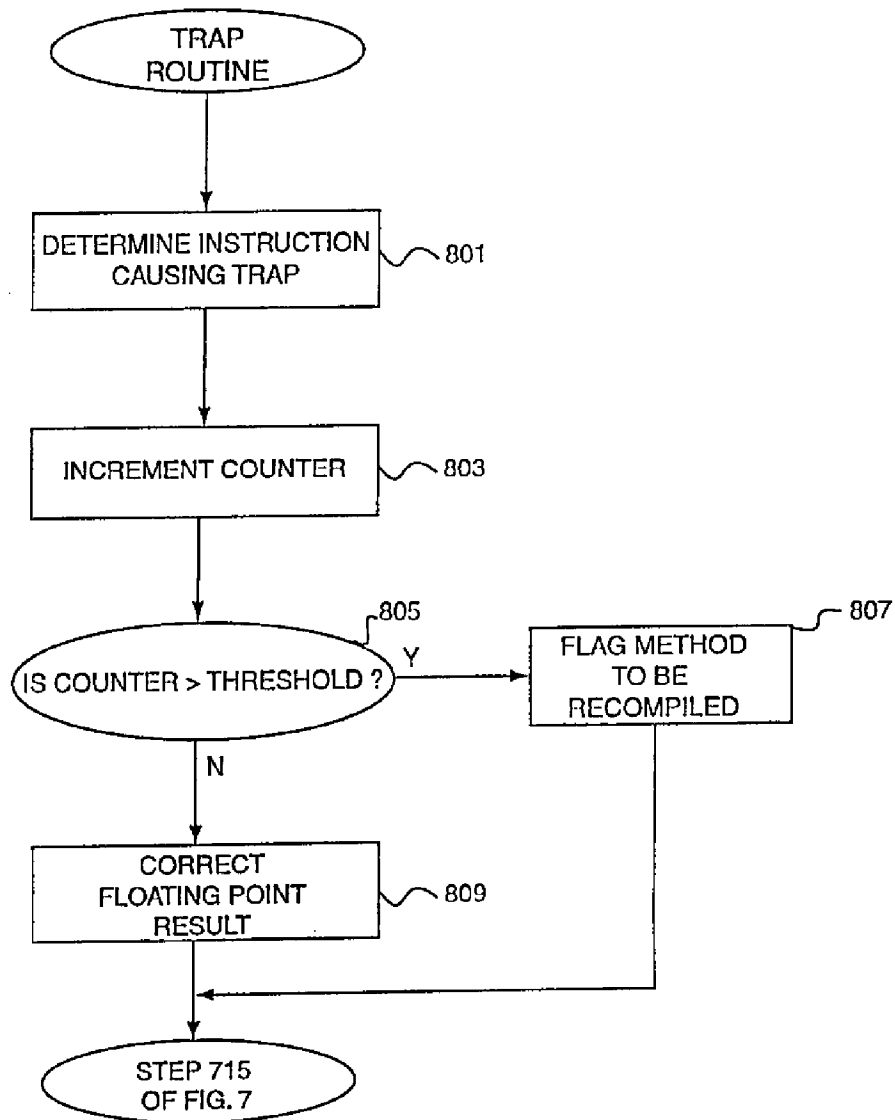 TRAP
ROUTINE
DETERMINE INSTRUCTION
CAUSING TRAP
801
INCREMENT COUNTER
803
805
IS COUNTER > THRESHOLD ?
Y
807
FLAG METHOD
TO BE
RECOMPILED
N
CORRECT
FLOATING POINT
RESULT
809
STEP 715
OF FIG. 7